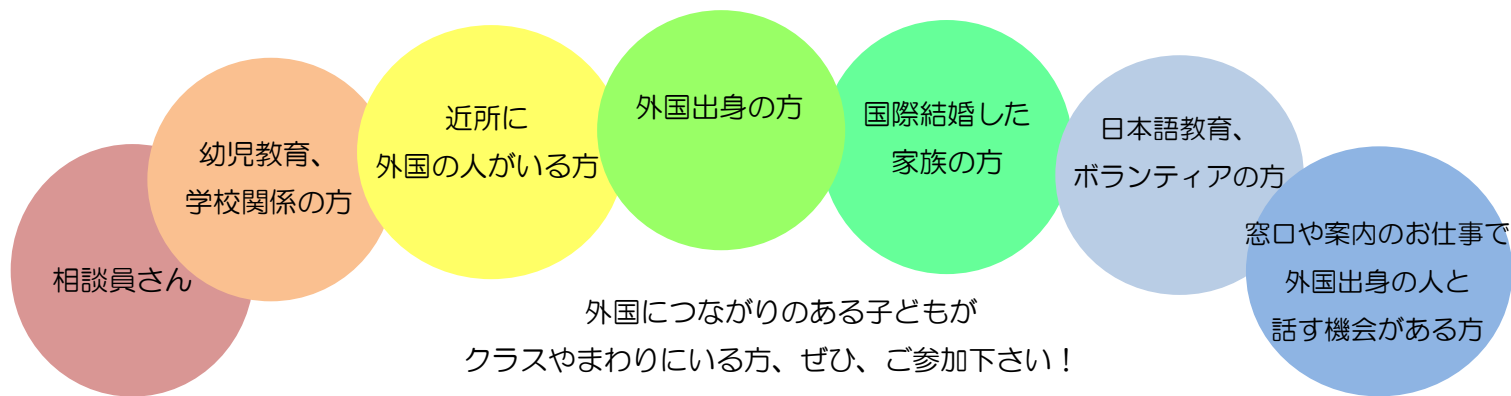 相談員さん
幼児教育、
学校関係の方
近所に
外国の人がいる方
外国出身の方
国際結婚した
家族の方
日本語教育、
ボランティアの方
窓口や案内のお仕事で
外国出身の人と
話す機会がある方
外国につながりのある子どもが
クラスやまわりにいる方、ぜひ、ご参加下さい！